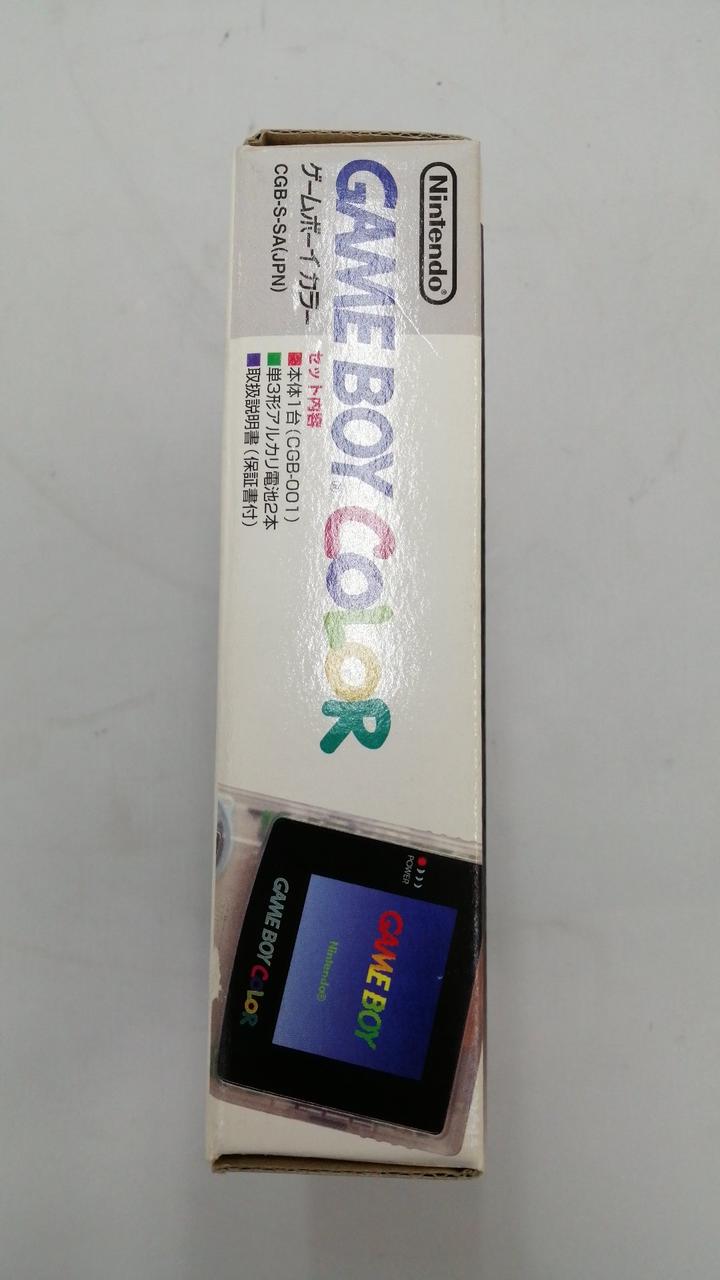 Nintendo®
GAME BOY® COLOR
ゲームボーイ カラー
CGB-S-SA(JPN)
セット内容
本体1台(CGB-001)
単3形アルカリ電池2本
取扱説明書(保証書付)
POWER
GAME BOY
Nintendo®
GAME BOY COLOR